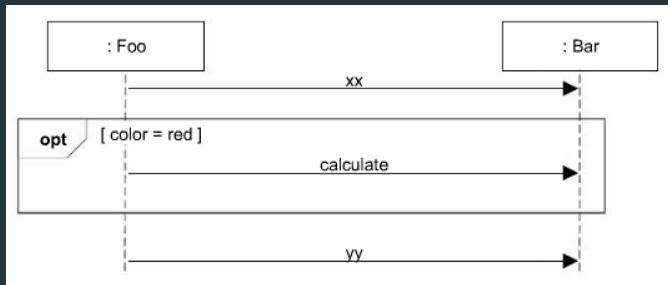 : Foo
: Bar
xx
opt
[ color = red ]
calculate
yy